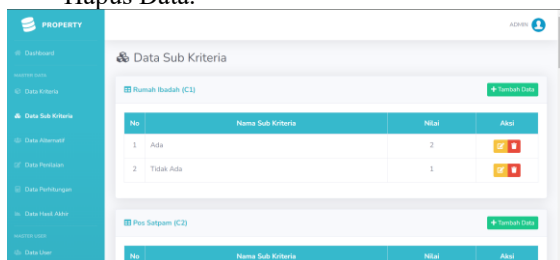 Hapus Data.
PROPERTY
ADMIN
Dashboard
MASTER DATA
Data Kriteria
Data Sub Kriteria
Data Alternatif
Data Penilaian
Data Perhitungan
Data Hasil Akhir
MASTER USER
Data User
Data Sub Kriteria
Rumah Ibadah (C1)
+ Tambah Data
No Nama Sub Kriteria Nilai Aksi
1 Ada 2
2 Tidak Ada 1
Pos Satpam (C2)
+ Tambah Data
No Nama Sub Kriteria Nilai Aksi